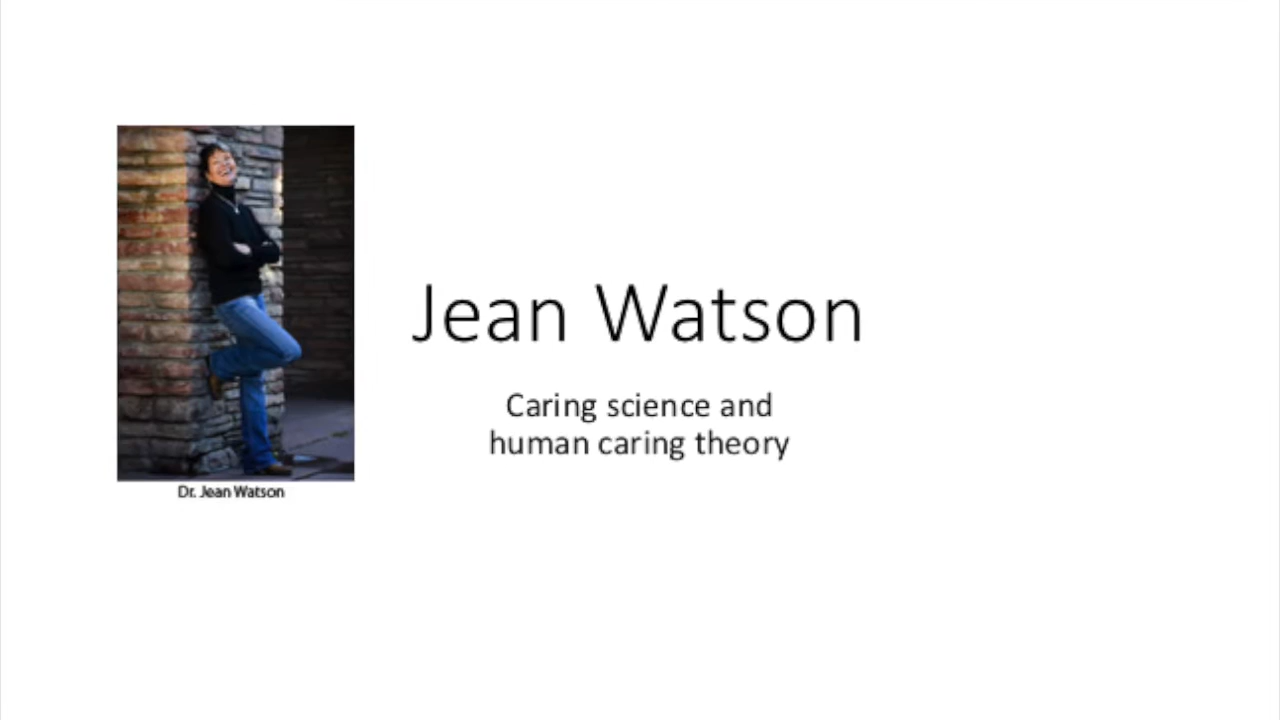 Jean Watson
Caring science and
human caring theory
Dr. Jean Watson